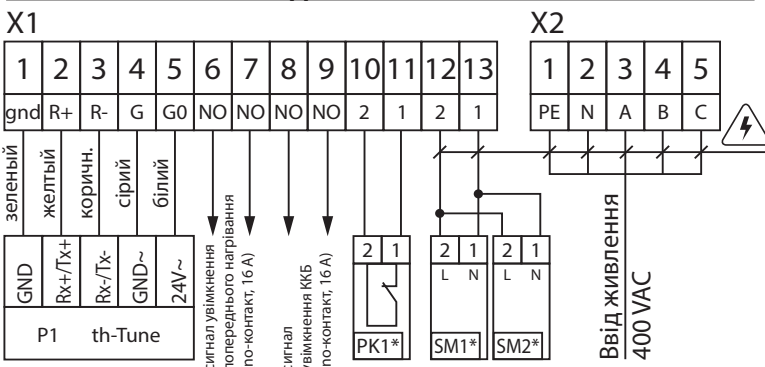 X1
X2
1 2 3 4 5 6 7 8 9 10 11 12 13
1 2 3 4 5
gnd R+ R- G G0 NO NO NO NO 2 1 2 1
PE N A B C
зеленый
желтый
коричн.
сірий
білий
GND
Rx+/Tx+
Rx-/Tx-
GND~
24V~
P1 th-Tune
сигнал увімкнення
попереднього нагрівання
no-контакт, 16 А)
сигнал
увімкнення ККБ
no-контакт, 16 А)
2 1
PK1*
2 1
L N
SM1*
2 1
L N
SM2*
Ввід живлення
400 VAC